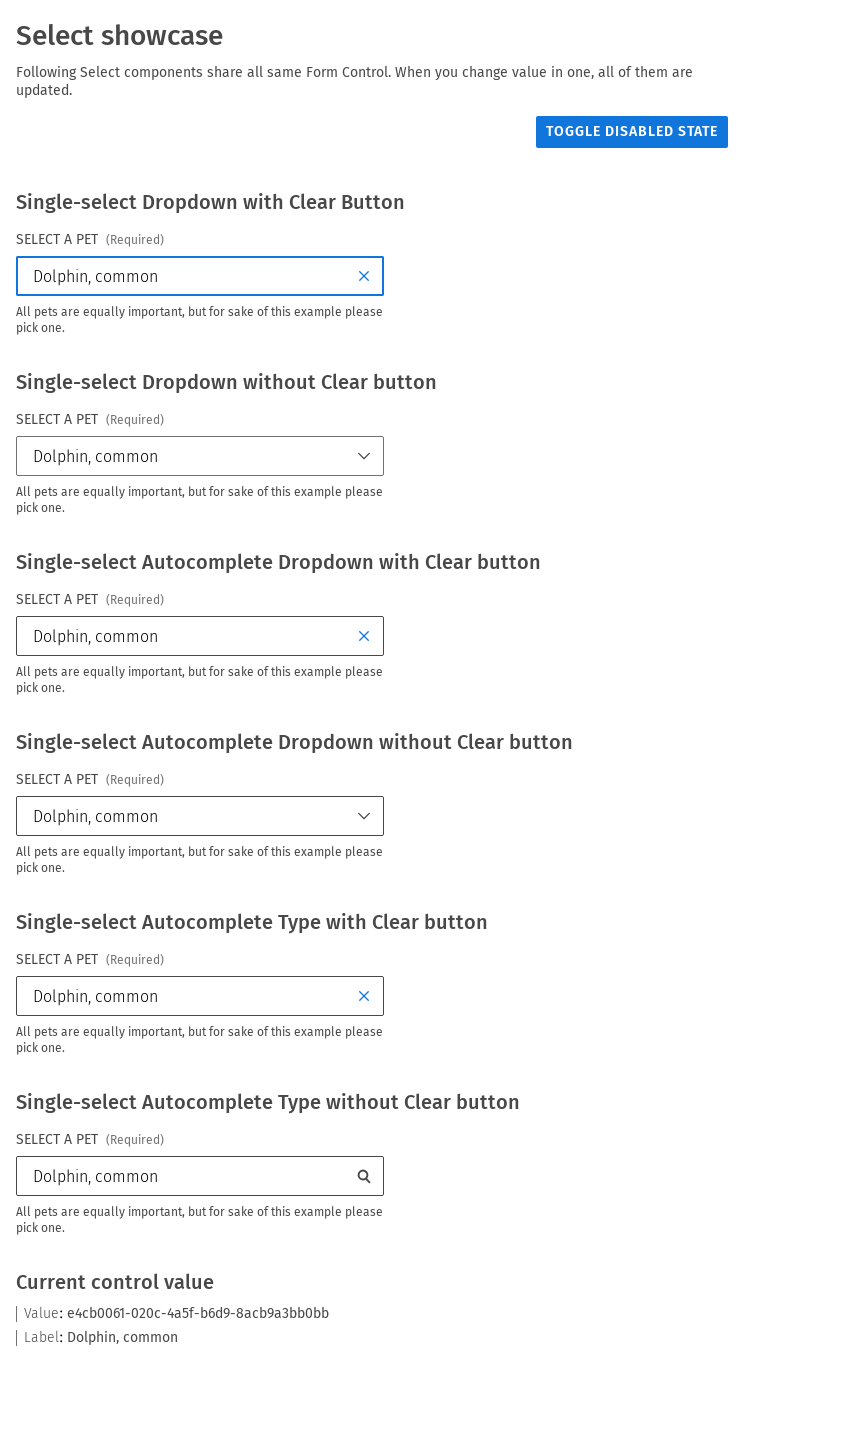 Select showcase
Following Select components share all same Form Control. When you change value in one, all of them are
updated.
TOGGLE DISABLED STATE
Single-select Dropdown with Clear Button
SELECT A PET (Required)
Dolphin, common
All pets are equally important, but for sake of this example please
pick one.
Single-select Dropdown without Clear button
SELECT A PET (Required)
Dolphin, common
All pets are equally important, but for sake of this example please
pick one.
Single-select Autocomplete Dropdown with Clear button
SELECT A PET (Required)
Dolphin, common
All pets are equally important, but for sake of this example please
pick one.
Single-select Autocomplete Dropdown without Clear button
SELECT A PET (Required)
Dolphin, common
All pets are equally important, but for sake of this example please
pick one.
Single-select Autocomplete Type with Clear button
SELECT A PET (Required)
Dolphin, common
All pets are equally important, but for sake of this example please
pick one.
Single-select Autocomplete Type without Clear button
SELECT A PET (Required)
Dolphin, common
All pets are equally important, but for sake of this example please
pick one.
Current control value
Value: e4cb0061-020c-4a5f-b6d9-8acb9a3bb0bb
Label: Dolphin, common